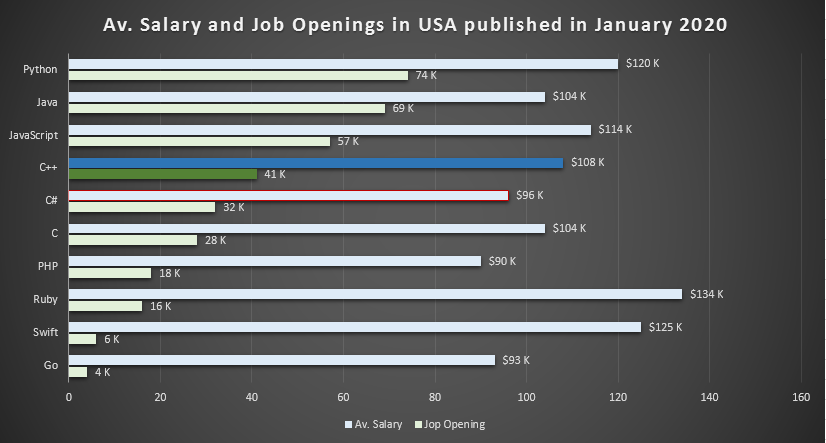 Av. Salary and Job Openings in USA published in January 2020
Python
$120 K
74 K
Java
$104 K
69 K
JavaScript
$114 K
57 K
C++
$108 K
41 K
C#
$96 K
32 K
C
$104 K
28 K
PHP
$90 K
18 K
Ruby
$134 K
16 K
Swift
$125 K
6 K
Go
$93 K
4 K
0 20 40 60 80 100 120 140 160
Av. Salary Jop Opening